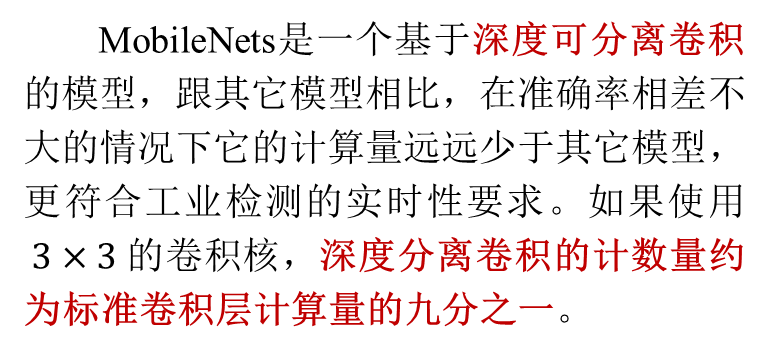 MobileNets是一个基于深度可分离卷积
的模型，跟其它模型相比，在准确率相差不
大的情况下它的计算量远远少于其它模型，
更符合工业检测的实时性要求。如果使用
3 × 3 的卷积核，深度分离卷积的计数量约
为标准卷积层计算量的九分之一。